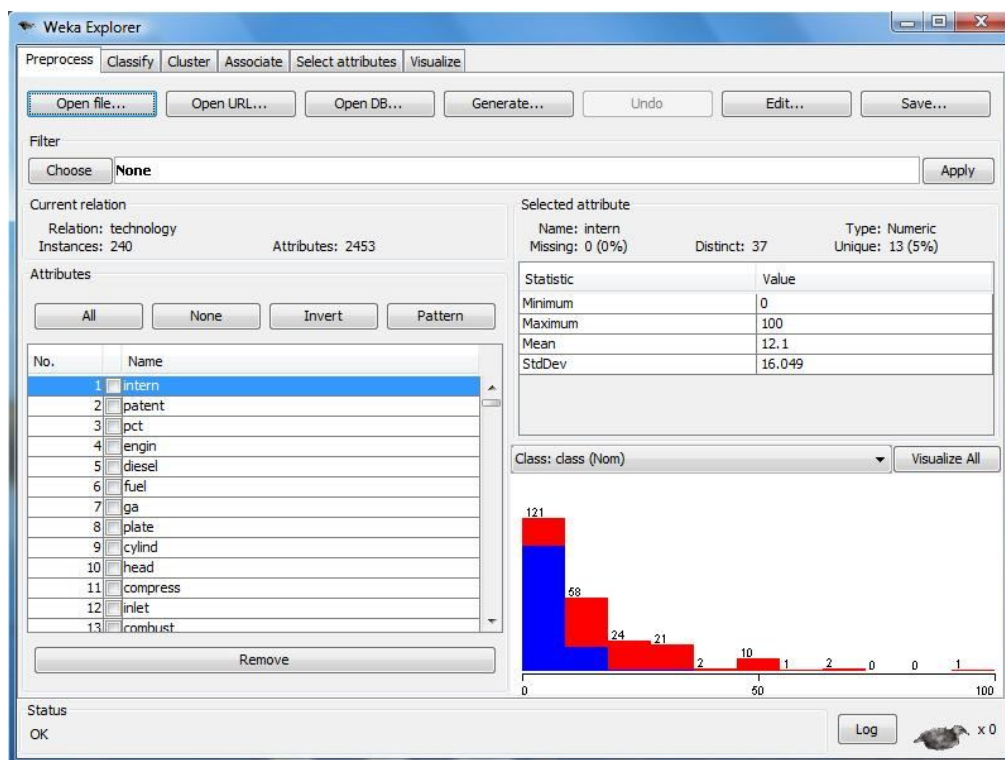 Weka Explorer
Preprocess Classify Cluster Associate Select attributes Visualize
Open file... Open URL... Open DB... Generate... Undo Edit... Save...
Filter
Choose None Apply
Current relation
Relation: technology
Instances: 240 Attributes: 2453
Selected attribute
Name: intern Type: Numeric
Missing: 0 (0%) Distinct: 37 Unique: 13 (5%)
Attributes
All None Invert Pattern
No. Name
1 intern
2 patent
3 pct
4 engin
5 diesel
6 fuel
7 ga
8 plate
9 cylind
10 head
11 compress
12 inlet
13 combust
Remove
Statistic Value
Minimum 0
Maximum 100
Mean 12.1
StdDev 16.049
Class: class (Nom) Visualize All
121
58
24 21
2 10 1 2 0 0 1
0 50 100
Status
OK
Log x 0